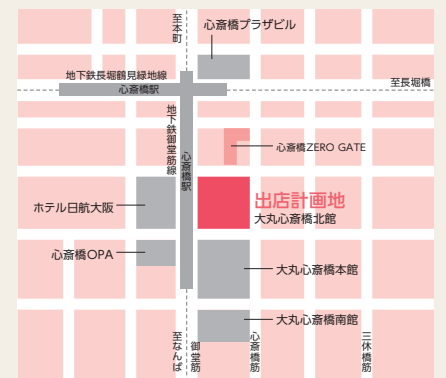 至本町
心斎橋プラザビル
地下鉄長堀鶴見緑地線
心斎橋駅
至長堀橋
地下鉄御堂筋線
心斎橋駅
心斎橋ZERO GATE
出店計画地
大丸心斎橋北館
ホテル日航大阪
心斎橋OPA
大丸心斎橋本館
大丸心斎橋南館
至なんば
御堂筋
心斎橋筋
三休橋筋